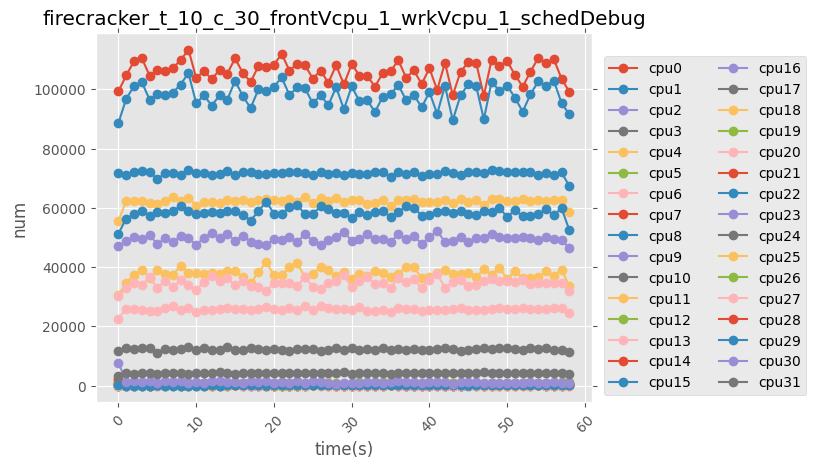 firecracker_t_10_c_30_frontVcpu_1_wrkVcpu_1_schedDebug
num
100000
80000
60000
40000
20000
0
0
10
20
30
40
50
60
time(s)
cpu0
cpu1
cpu2
cpu3
cpu4
cpu5
cpu6
cpu7
cpu8
cpu9
cpu10
cpu11
cpu12
cpu13
cpu14
cpu15
cpu16
cpu17
cpu18
cpu19
cpu20
cpu21
cpu22
cpu23
cpu24
cpu25
cpu26
cpu27
cpu28
cpu29
cpu30
cpu31